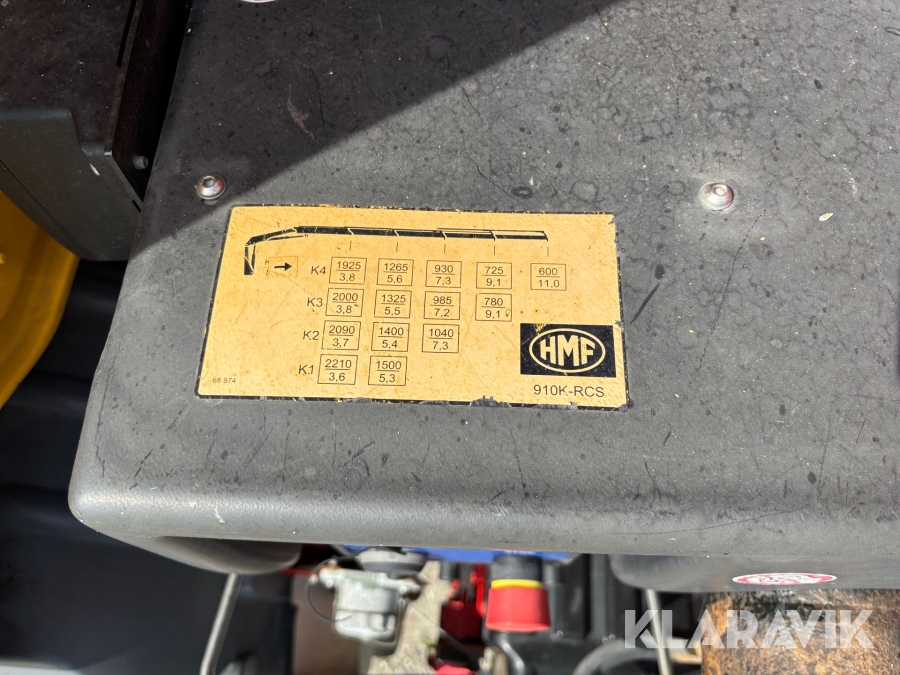 K4 1925 1265 930 725 600
3,8 5,6 7,3 9,1 11,0
K3 2000 1325 985 780
3,8 5,5 7,2 9,1
K2 2090 1400 1040
3,7 5,4 7,3
K1 2210 1500
3,6 5,3
HMF
68 974
910K-RCS
KLARAVIK